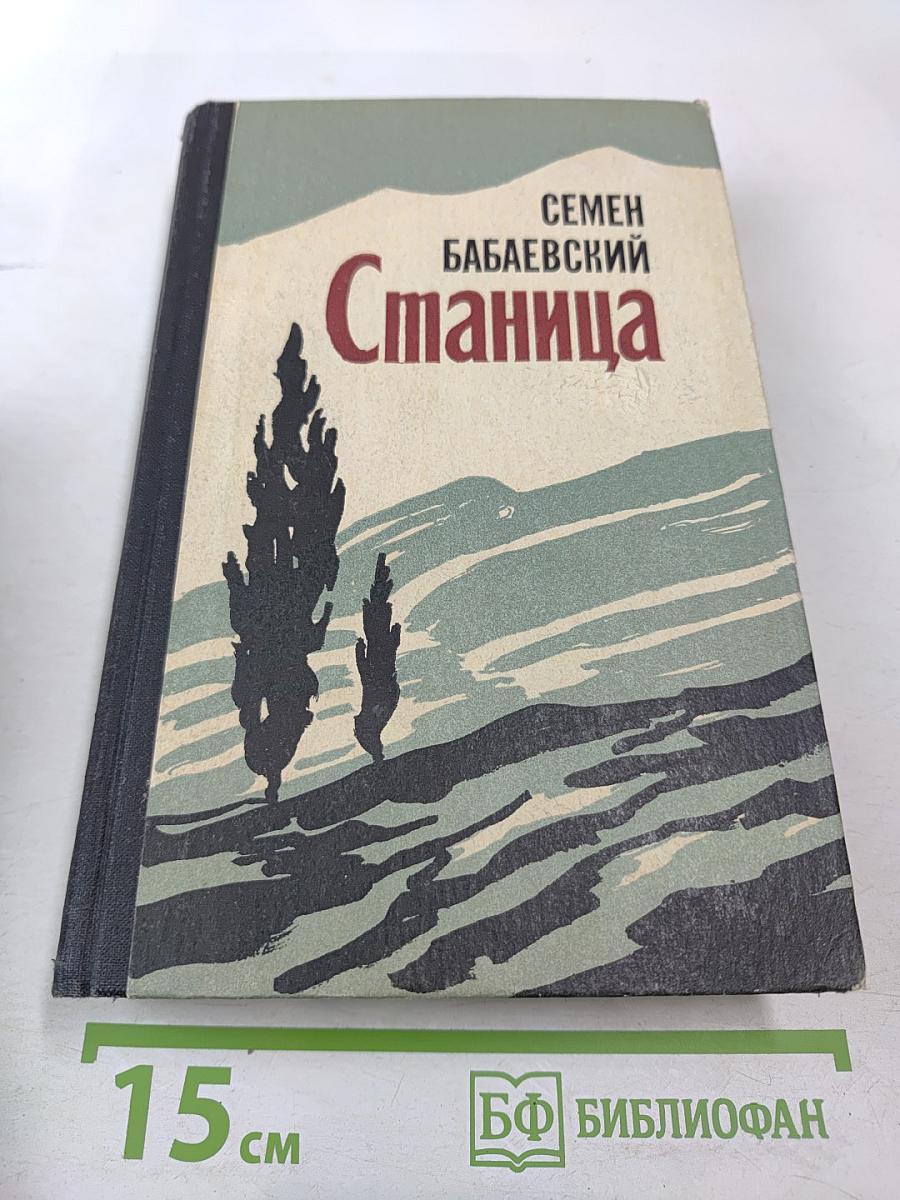 СЕМЕН
БАБАЕВСКИЙ
Станица
15 см
БФ БИБЛИОФАН